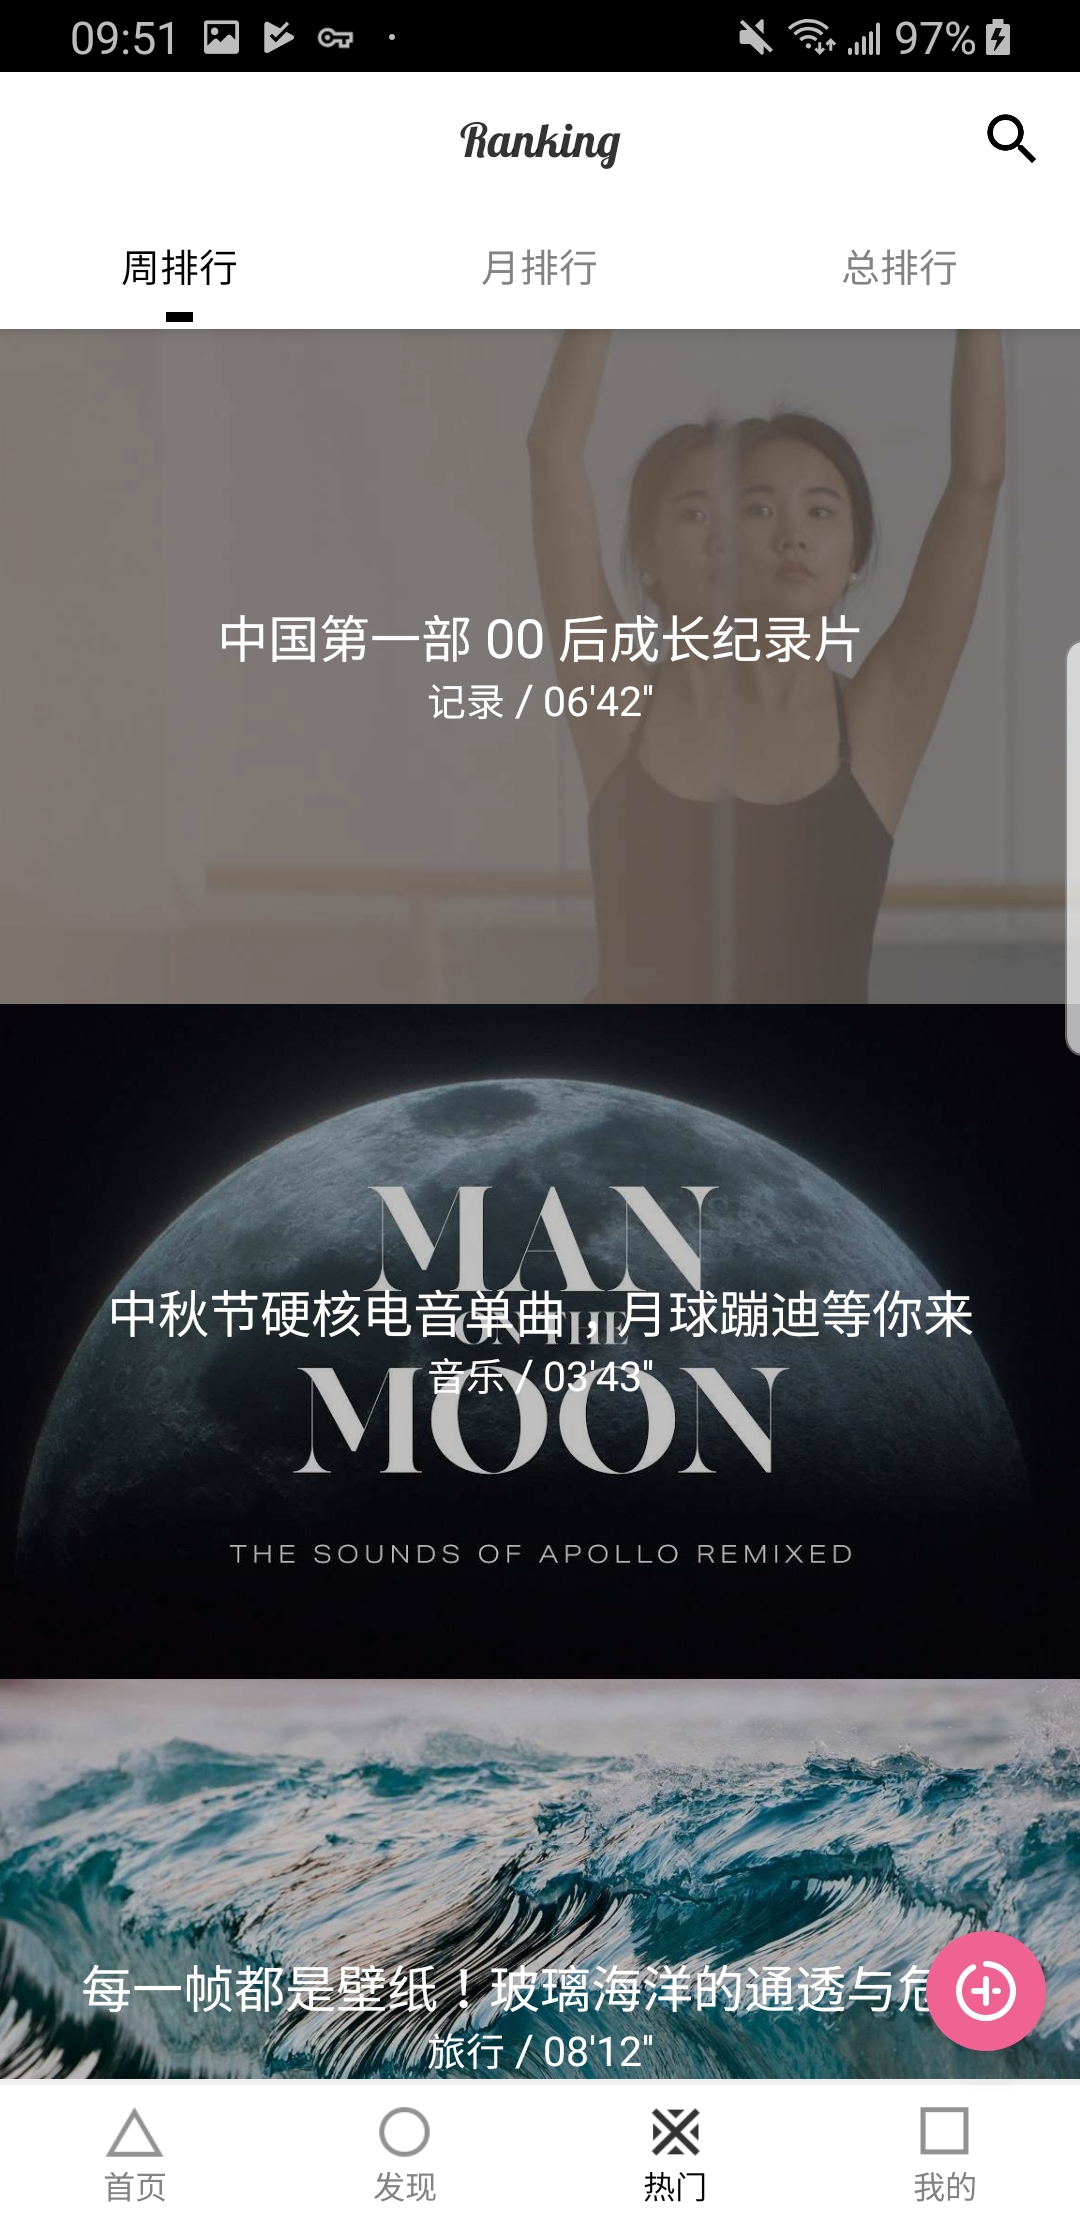 09:51
97%
Ranking
周排行
月排行
总排行
中国第一部 00 后成长纪录片
记录 / 06'42"
MAN
ON THE
MOON
中秋节硬核电音单曲，月球蹦迪等你来
音乐 / 03'43"
THE SOUNDS OF APOLLO REMIXED
每一帧都是壁纸！玻璃海洋的通透与
旅行 / 08'12"
首页
发现
热门
我的